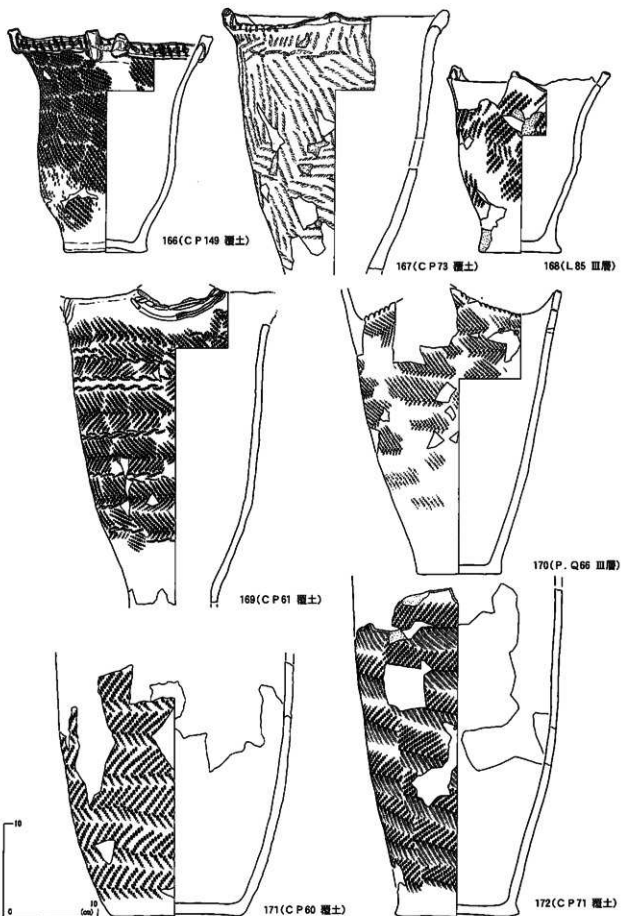 166(CP149 覆土)
167(CP73 覆土)
168(L85 Ⅲ層)
169(CP61 覆土)
170(P.Q66 Ⅲ層)
171(CP60 覆土)
172(CP71 覆土)
10
0
10
(cm)